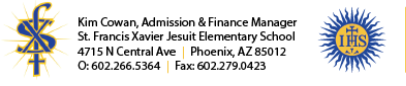 Kim Cowan, Admission & Finance Manager
St. Francis Xavier Jesuit Elementary School
4715 N Central Ave | Phoenix, AZ 85012
O: 602.266.5364 | Fax: 602.279.0423
IHS